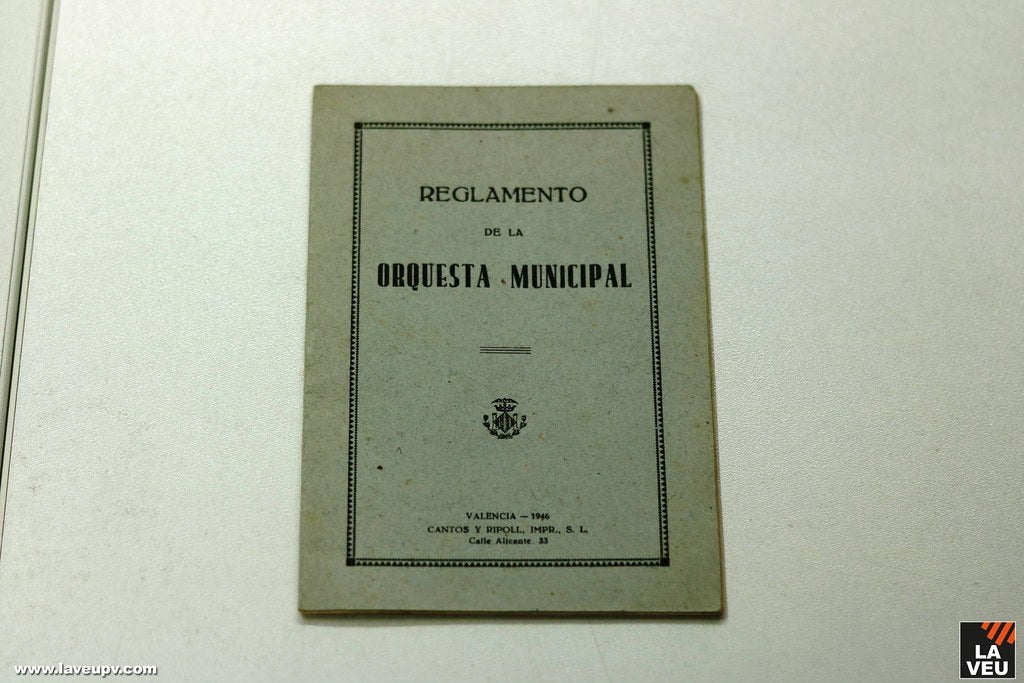 REGLAMENTO
DE LA
ORQUESTA MUNICIPAL
VALENCIA — 1946
CANTOS Y RIPOLL, IMPR., S. L.
Calle Alicante. 33
www.laveupv.com
LA
VEU